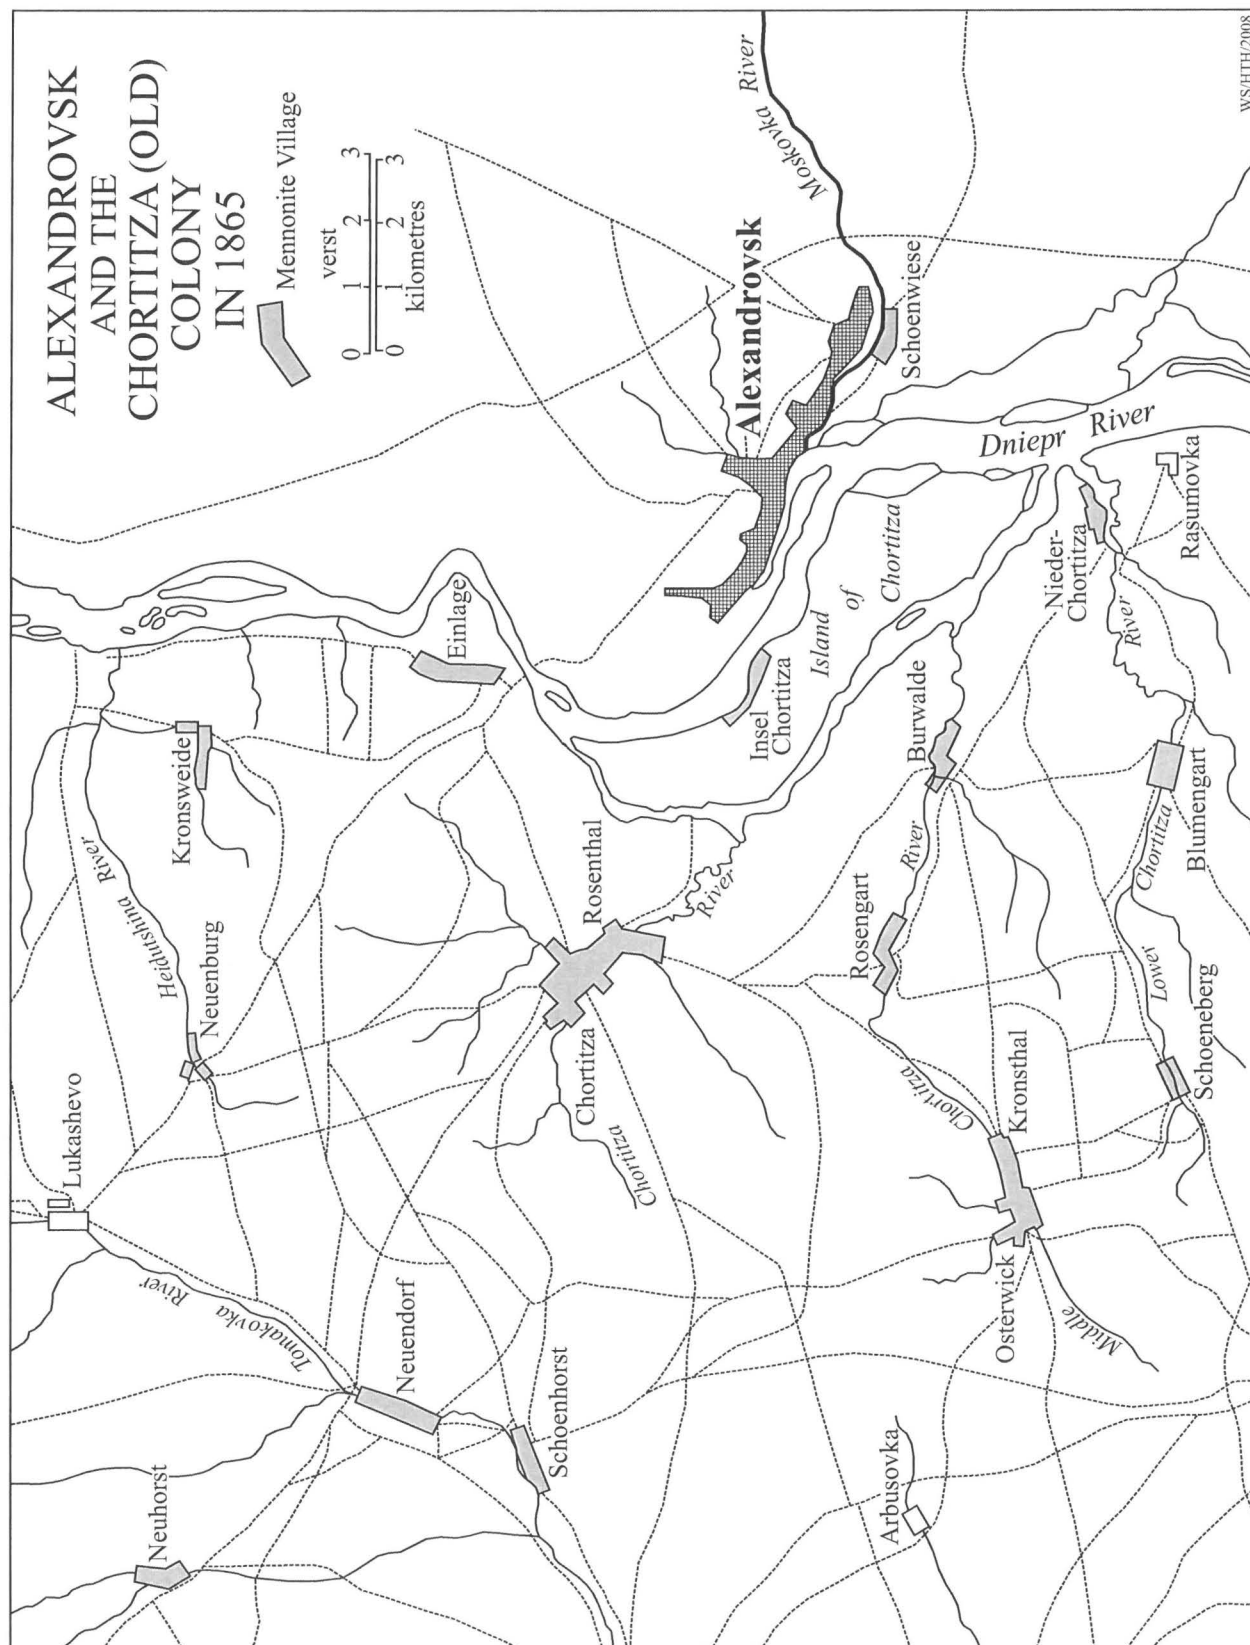 ALEXANDROVSK
AND THE
CHORTITZA (OLD)
COLONY
IN 1865
Mennonite Village
verst
0 1 2 3
0 1 2 3
kilometres
Neuhorst
Lukashevo
Neuenburg
Heidutshina River
Kronsweide
Tomakovka River
Neuendorf
Schoenhorst
Einlage
Chortitza
Rosenthal
Chortitza
River
Insel
Chortitza
Island of Chortitza
Alexandrovsk
Moskovka River
Schoenwiese
Dniepr River
Arbusovka
Osterwick
Kronsthal
Rosengart
Burwalde
Middle
Chortitza
River
Nieder-
Chortitza
Rasumovka
Schoeneberg
Blumengart
Lower
Chortitza
River
WS/HTH/2008